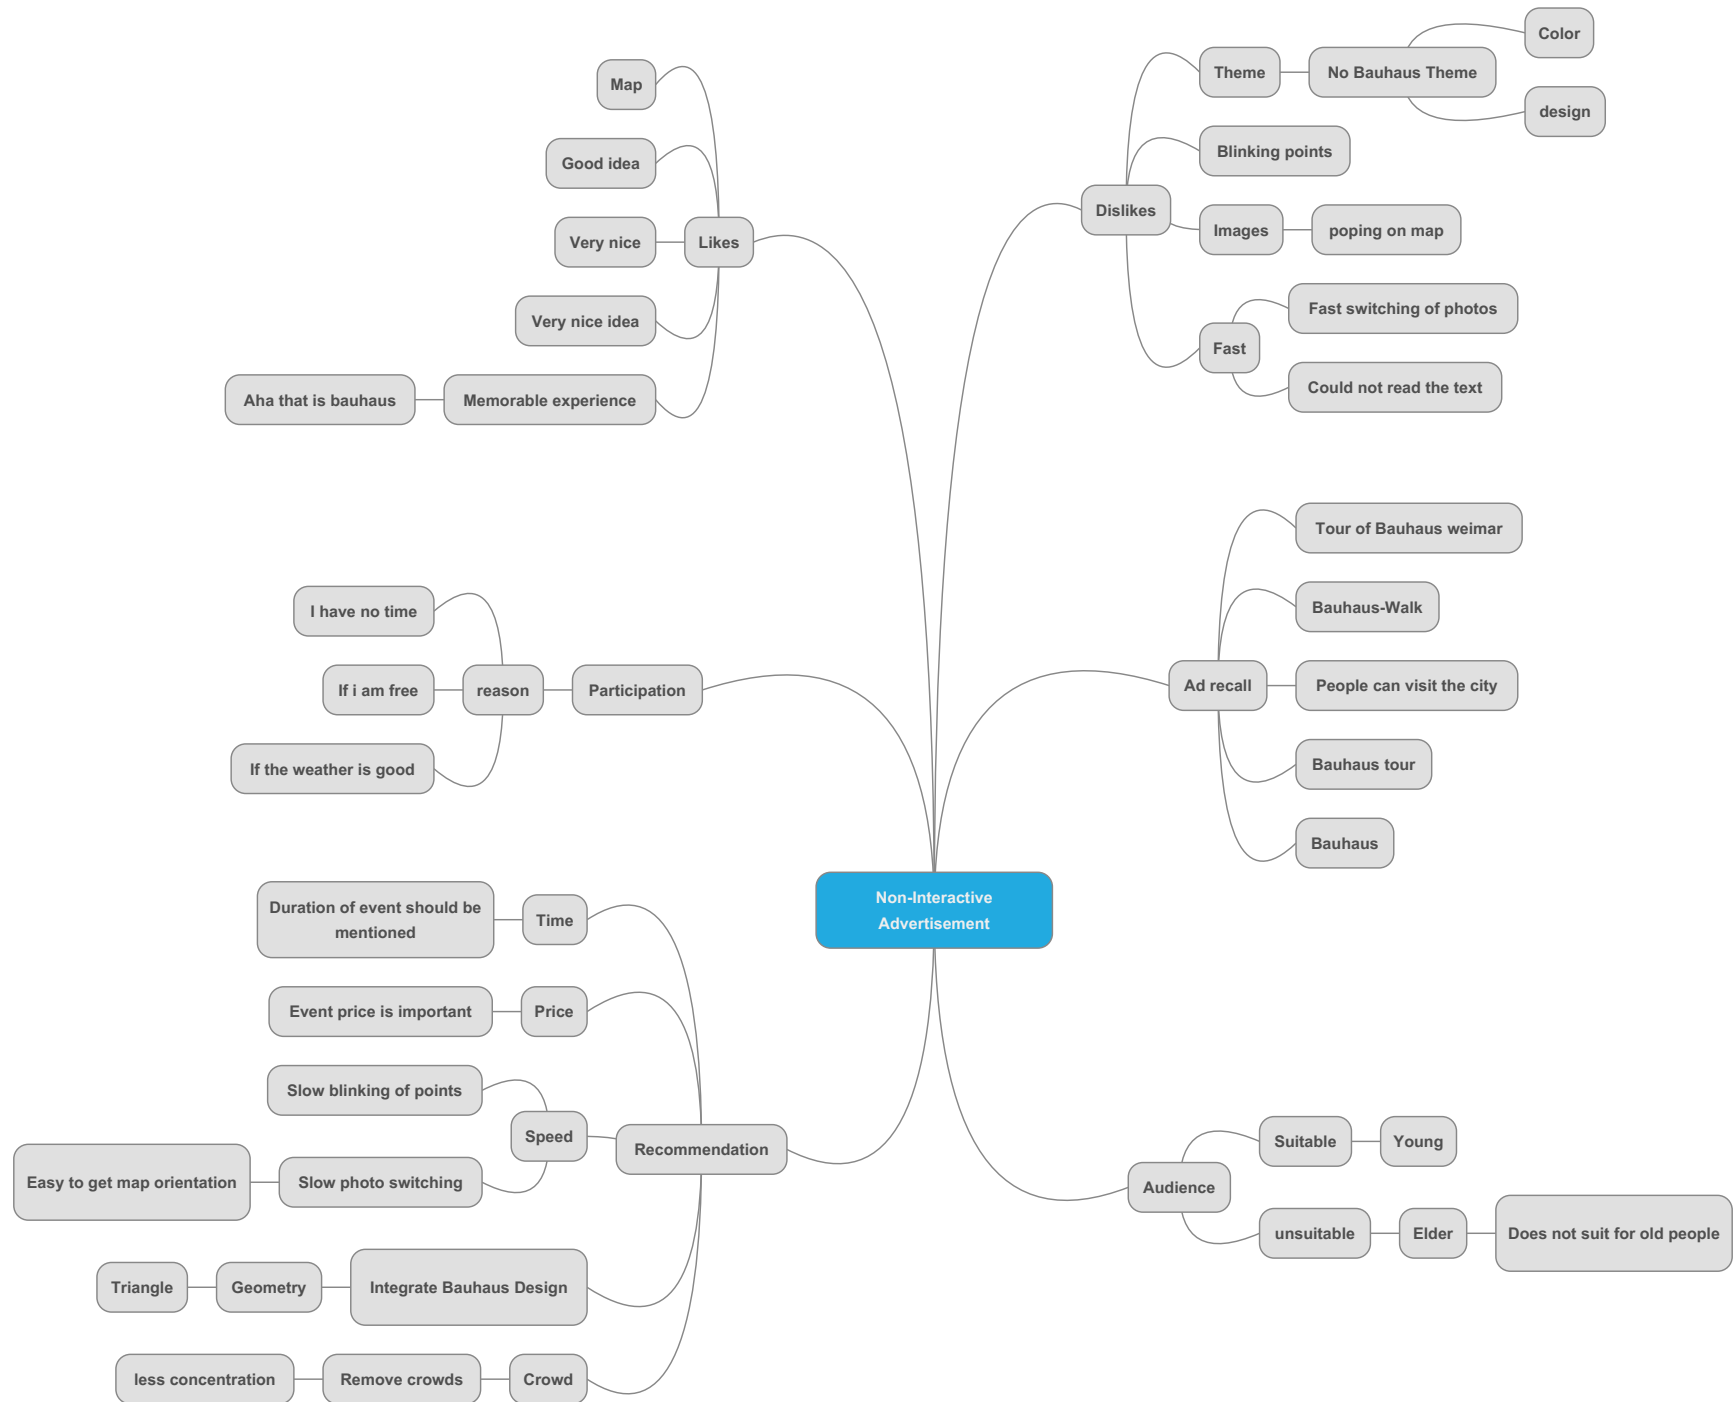 Non-Interactive
Advertisement
Likes
Map
Good idea
Very nice
Very nice idea
Memorable experience
Aha that is bauhaus
Participation
reason
I have no time
If i am free
If the weather is good
Recommendation
Time
Duration of event should be
mentioned
Price
Event price is important
Speed
Slow blinking of points
Slow photo switching
Easy to get map orientation
Integrate Bauhaus Design
Geometry
Triangle
Crowd
Remove crowds
less concentration
Dislikes
Theme
No Bauhaus Theme
Color
design
Blinking points
Images
poping on map
Fast
Fast switching of photos
Could not read the text
Ad recall
Tour of Bauhaus weimar
Bauhaus-Walk
People can visit the city
Bauhaus tour
Bauhaus
Audience
Suitable
Young
unsuitable
Elder
Does not suit for old people